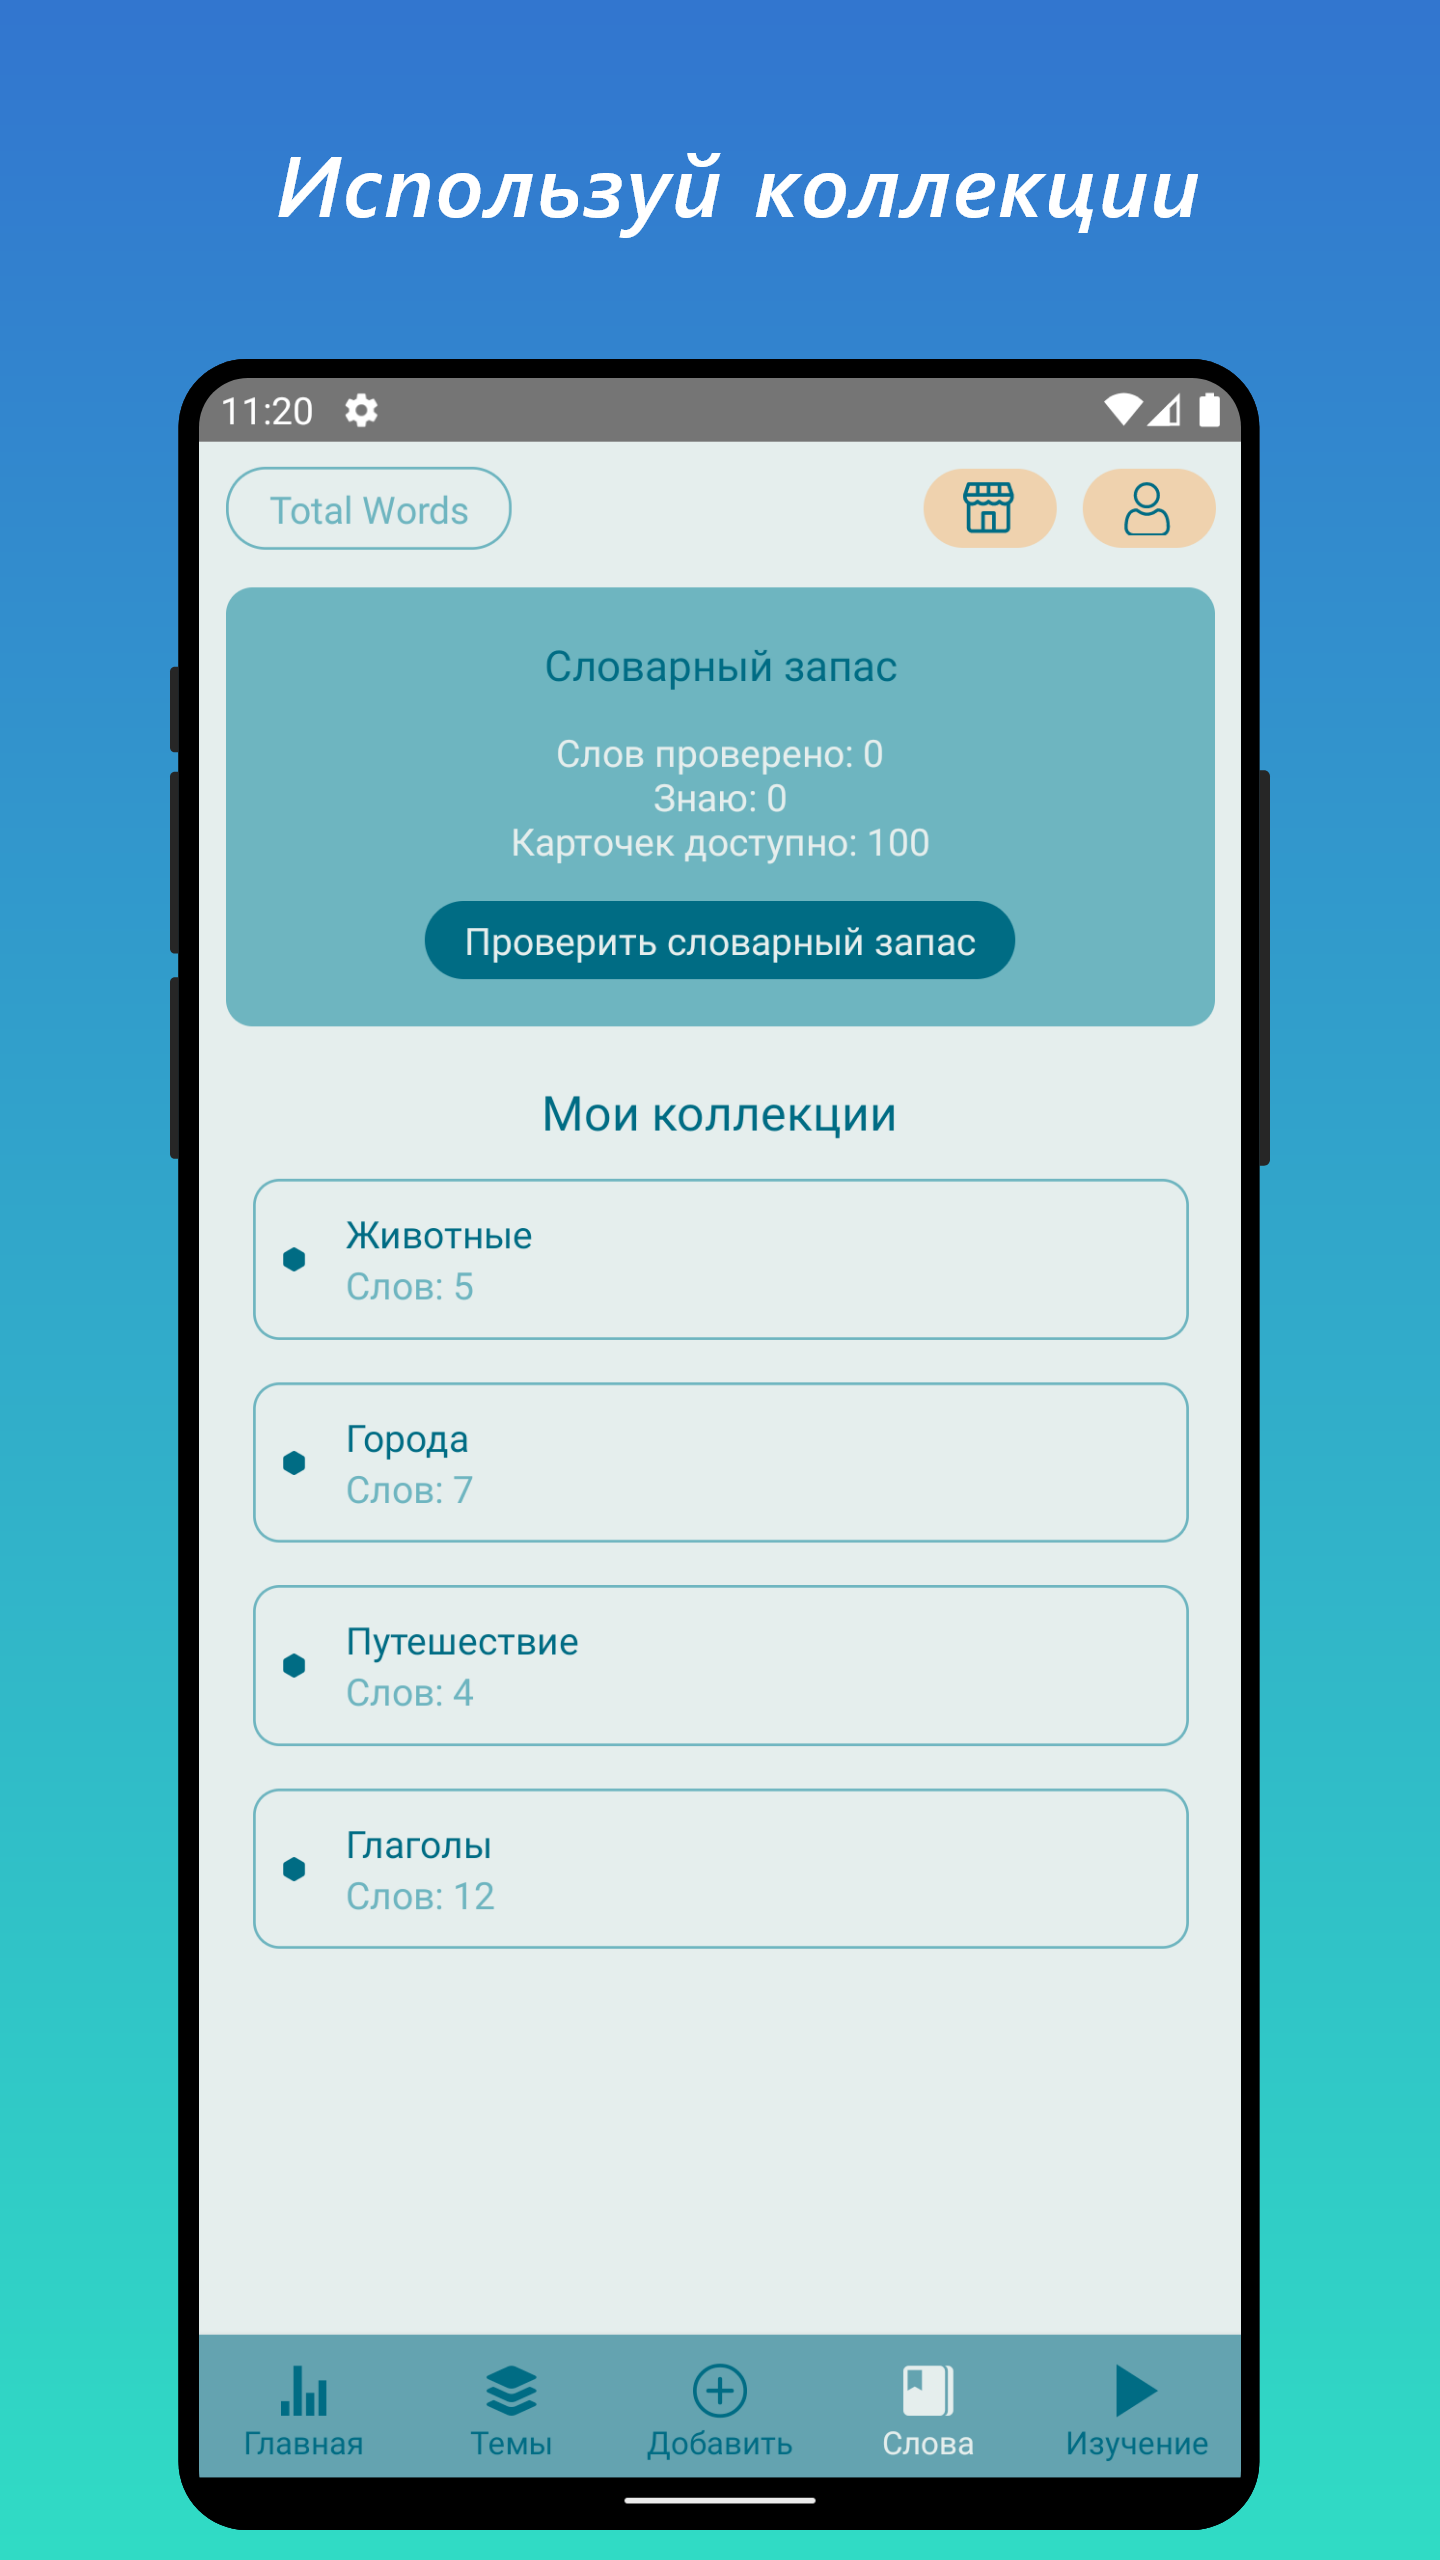 Используй коллекции
11:20
Total Words
Словарный запас
Слов проверено: 0
Знаю: 0
Карточек доступно: 100
Проверить словарный запас
Мои коллекции
Животные
Слов: 5
Города
Слов: 7
Путешествие
Слов: 4
Глаголы
Слов: 12
Главная
Темы
Добавить
Слова
Изучение